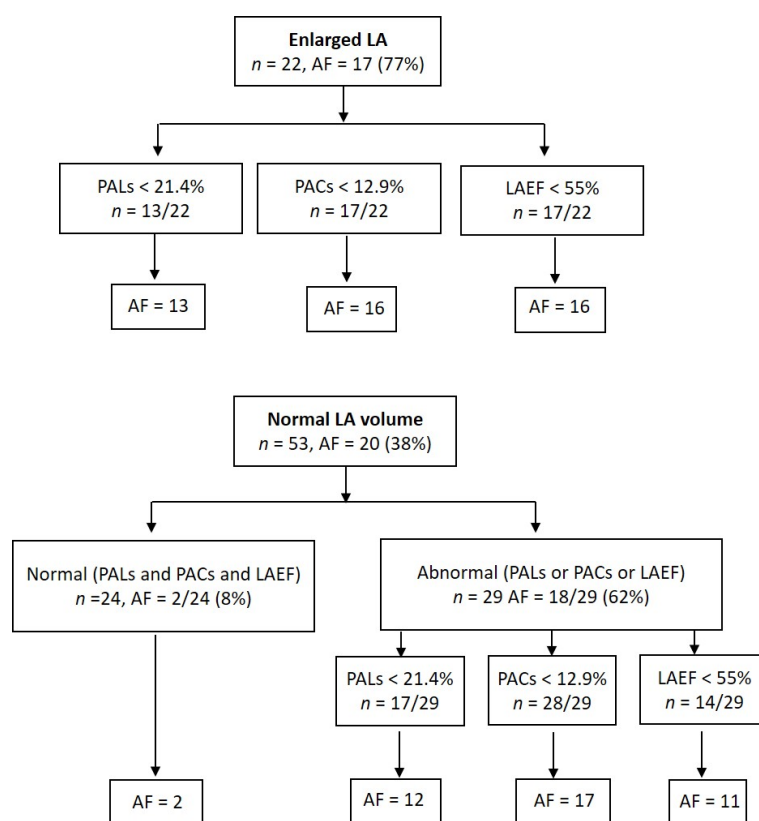 Enlarged LA
n = 22, AF = 17 (77%)
PALs < 21.4%
n = 13/22
PACs < 12.9%
n = 17/22
LAEF < 55%
n = 17/22
AF = 13
AF = 16
AF = 16
Normal LA volume
n = 53, AF = 20 (38%)
Normal (PALs and PACs and LAEF)
n =24, AF = 2/24 (8%)
Abnormal (PALs or PACs or LAEF)
n = 29 AF = 18/29 (62%)
PALs < 21.4%
n = 17/29
PACs < 12.9%
n = 28/29
LAEF < 55%
n = 14/29
AF = 2
AF = 12
AF = 17
AF = 11